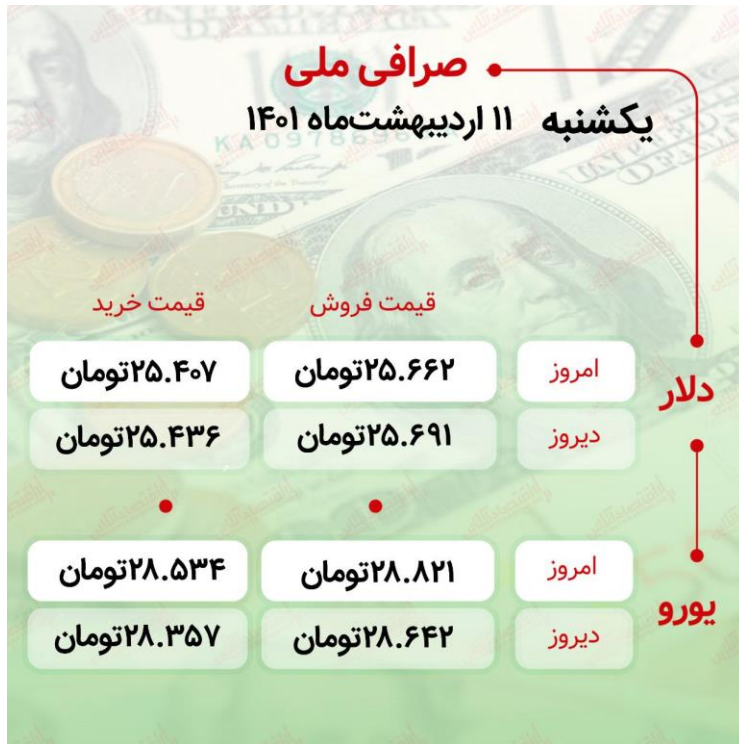 صرافی ملی
یکشنبه ۱۱ اردیبهشت‌ماه ۱۴۰۱
KA09786
قیمت فروش قیمت خرید
دلار
امروز ۲۵.۶۶۲تومان ۲۵.۴۰۷تومان
دیروز ۲۵.۶۹۱تومان ۲۵.۴۳۶تومان
یورو
امروز ۲۸.۸۲۱تومان ۲۸.۵۳۴تومان
دیروز ۲۸.۶۴۲تومان ۲۸.۳۵۷تومان